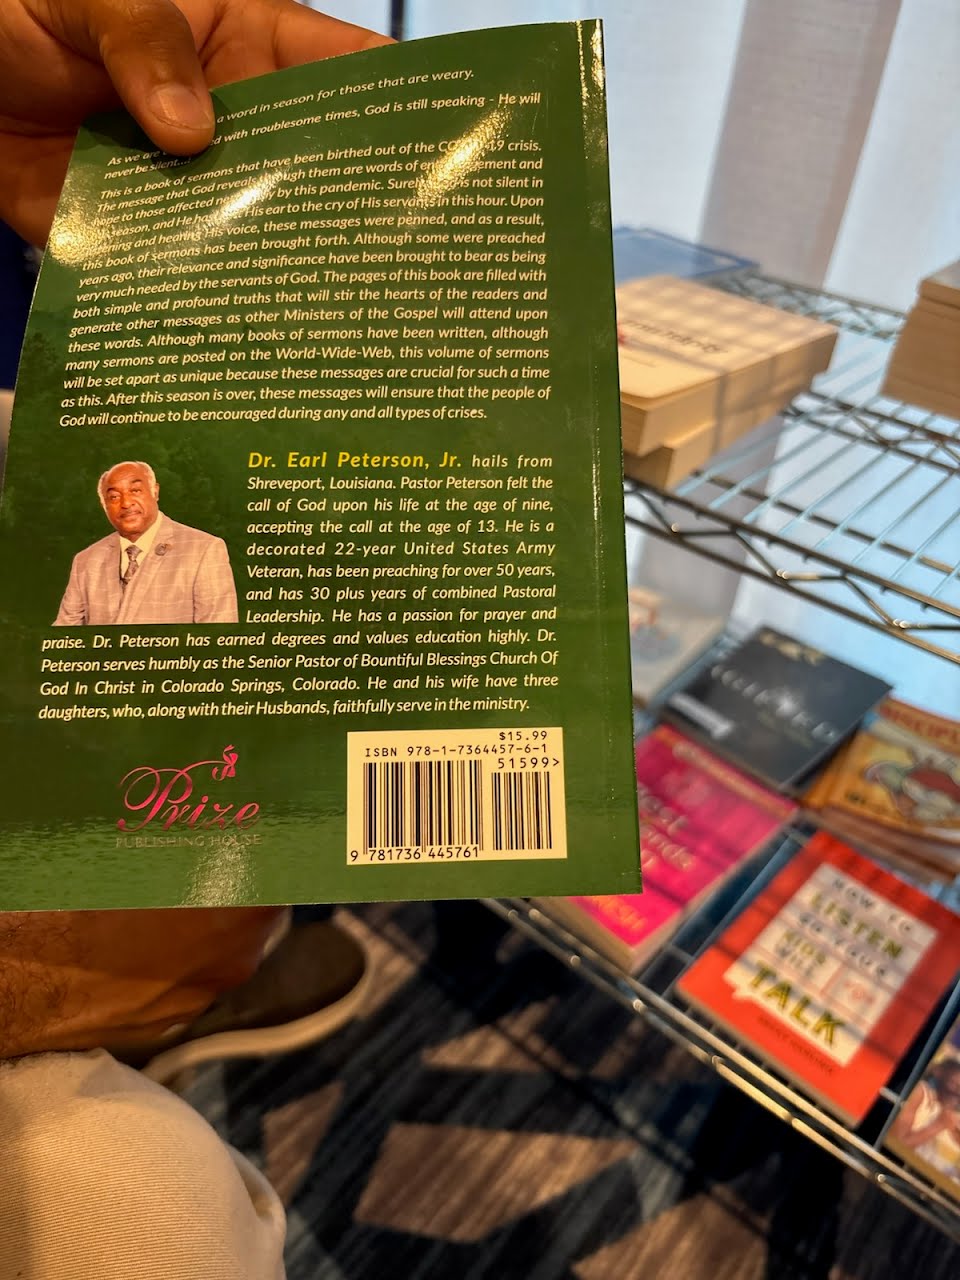 a word in season for those that are weary.
As we are with troublesome times, God is still speaking - He will
never be silent...
This is a book of sermons that have been birthed out of the crisis.
The message that God reveals through them are words of and
to those affected by this pandemic. is not silent in
season, and He His ear to the cry of His servants in this hour. Upon
and hearing His voice, these messages were penned, and as a result,
this book of sermons has been brought forth. Although some were preached
years ago, their relevance and significance have been brought to bear as being
very much needed by the servants of God. The pages of this book are filled with
both simple and profound truths that will stir the hearts of the readers and
generate other messages as other Ministers of the Gospel will attend upon
these words. Although many books of sermons have been written, although
many sermons are posted on the World-Wide-Web, this volume of sermons
will be set apart as unique because these messages are crucial for such a time
as this. After this season is over, these messages will ensure that the people of
God will continue to be encouraged during any and all types of crises.
Dr. Earl Peterson, Jr. hails from
Shreveport, Louisiana. Pastor Peterson felt the
call of God upon his life at the age of nine,
accepting the call at the age of 13. He is a
decorated 22-year United States Army
Veteran, has been preaching for over 50 years,
and has 30 plus years of combined Pastoral
Leadership. He has a passion for prayer and
praise. Dr. Peterson has earned degrees and values education highly. Dr.
Peterson serves humbly as the Senior Pastor of Bountiful Blessings Church Of
God In Christ in Colorado Springs, Colorado. He and his wife have three
daughters, who, along with their Husbands, faithfully serve in the ministry.
Prize
PUBLISHING HOUSE
$15.99
ISBN 978-1-7364457-6-1
51599>
9 781736 445761
HOW TO
LISTEN
SO YOUR
KIDS
WILL
TALK